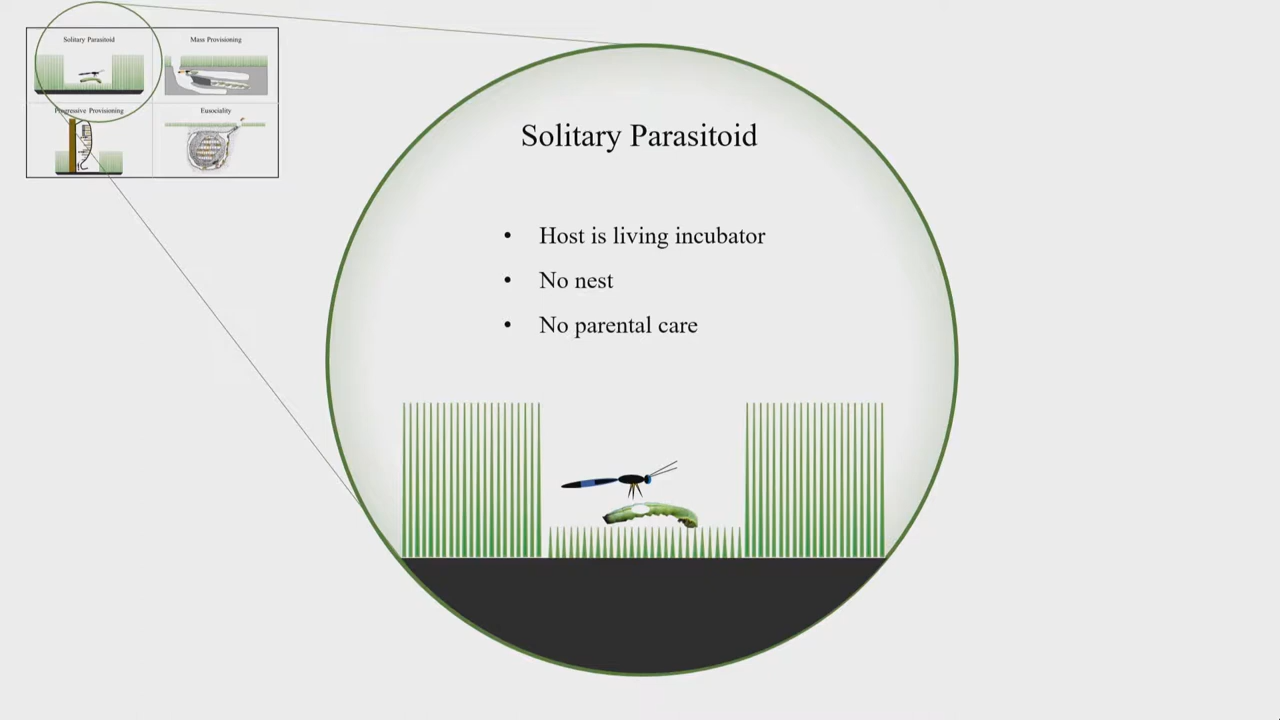 Solitary Parasitoid
Mass Provisioning
Progressive Provisioning
Eusociality
Solitary Parasitoid
• Host is living incubator
• No nest
• No parental care